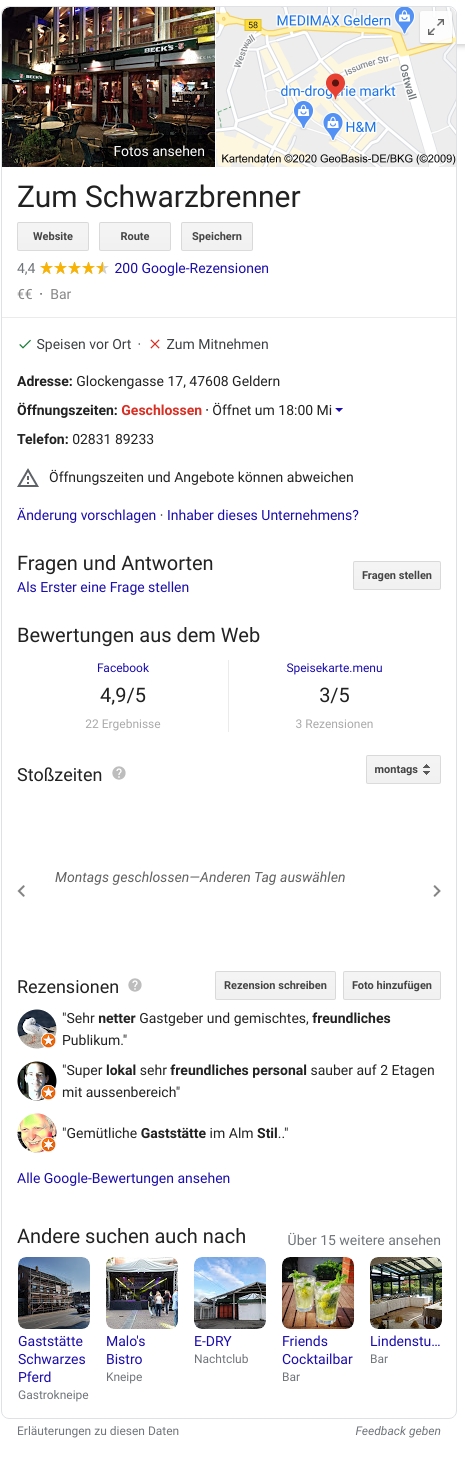 BECK'S
Fotos ansehen
MEDIMAX Geldern
58
Westwall
Issumer Str.
Ostwall
dm-drogerie markt
H&M
Kartendaten ©2020 GeoBasis-DE/BKG (©2009)
Zum Schwarzbrenner
Website Route Speichern
4,4 200 Google-Rezensionen
€€ · Bar
Speisen vor Ort · Zum Mitnehmen
Adresse: Glockengasse 17, 47608 Geldern
Öffnungszeiten: Geschlossen · Öffnet um 18:00 Mi
Telefon: 02831 89233
Öffnungszeiten und Angebote können abweichen
Änderung vorschlagen · Inhaber dieses Unternehmens?
Fragen und Antworten
Als Erster eine Frage stellen
Fragen stellen
Bewertungen aus dem Web
Facebook Speisekarte.menu
4,9/5 3/5
22 Ergebnisse 3 Rezensionen
Stoßzeiten
montags
Montags geschlossen—Anderen Tag auswählen
Rezensionen Rezension schreiben Foto hinzufügen
"Sehr netter Gastgeber und gemischtes, freundliches
Publikum."
"Super lokal sehr freundliches personal sauber auf 2 Etagen
mit aussenbereich"
"Gemütliche Gaststätte im Alm Stil.."
Alle Google-Bewertungen ansehen
Andere suchen auch nach Über 15 weitere ansehen
Gaststätte
Schwarzes
Pferd
Gastrokneipe
Malo's
Bistro
Kneipe
E-DRY
Nachtclub
Friends
Cocktailbar
Bar
Lindenstu...
Bar
Erläuterungen zu diesen Daten Feedback geben